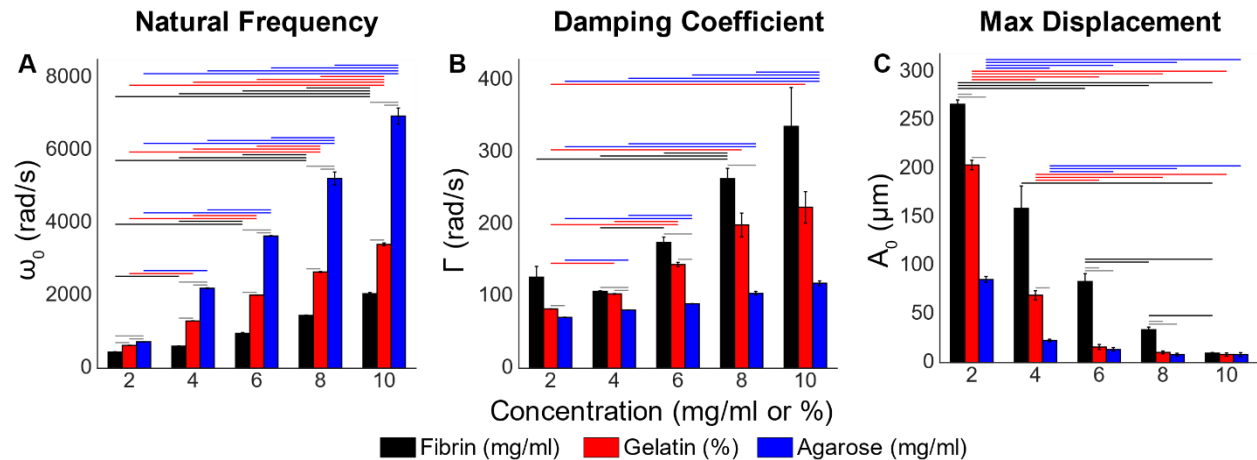 Natural Frequency
Damping Coefficient
Max Displacement
A
8000
6000
4000
2000
0
ω0 (rad/s)
2 4 6 8 10
B
400
300
200
100
0
Γ (rad/s)
2 4 6 8 10
C
300
250
200
150
100
50
0
A0 (µm)
2 4 6 8 10
Concentration (mg/ml or %)
Fibrin (mg/ml) Gelatin (%) Agarose (mg/ml)